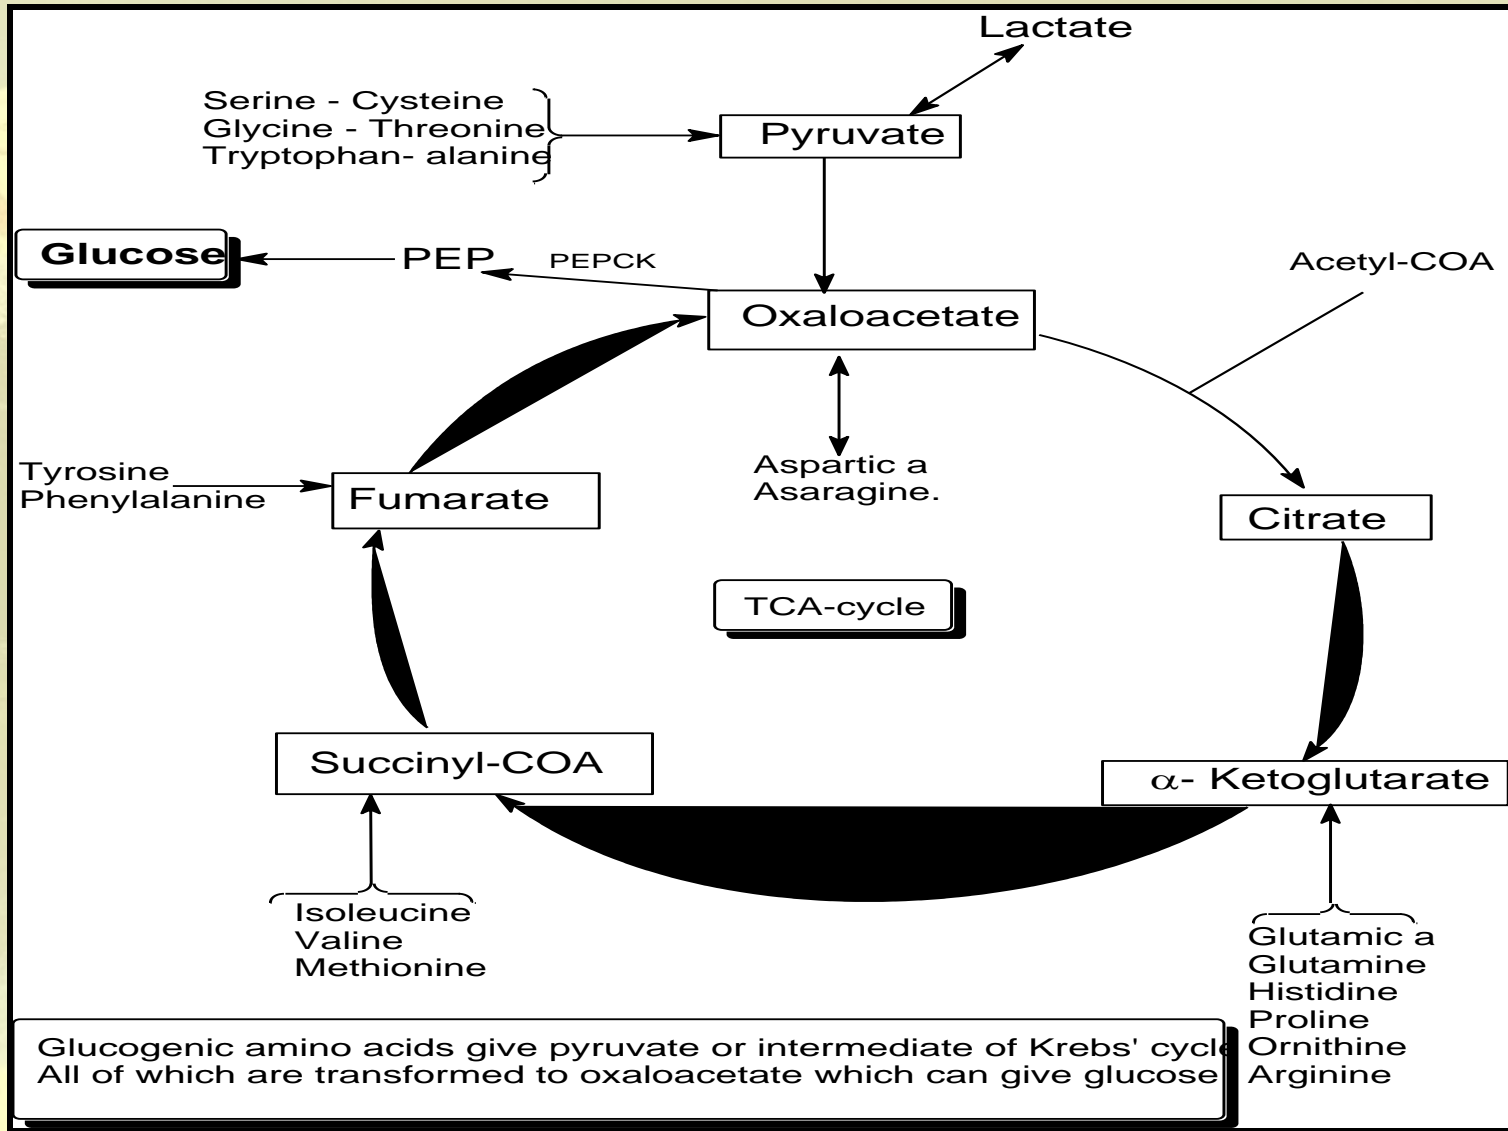 Lactate
Serine - Cysteine
Glycine - Threonine
Tryptophan- alanine
Pyruvate
Glucose
PEP
PEPCK
Acetyl-COA
Oxaloacetate
Tyrosine
Phenylalanine
Fumarate
Aspartic a
Asaragine.
Citrate
TCA-cycle
Succinyl-COA
α- Ketoglutarate
Isoleucine
Valine
Methionine
Glutamic a
Glutamine
Histidine
Proline
Ornithine
Arginine
Glucogenic amino acids give pyruvate or intermediate of Krebs' cycle
All of which are transformed to oxaloacetate which can give glucose